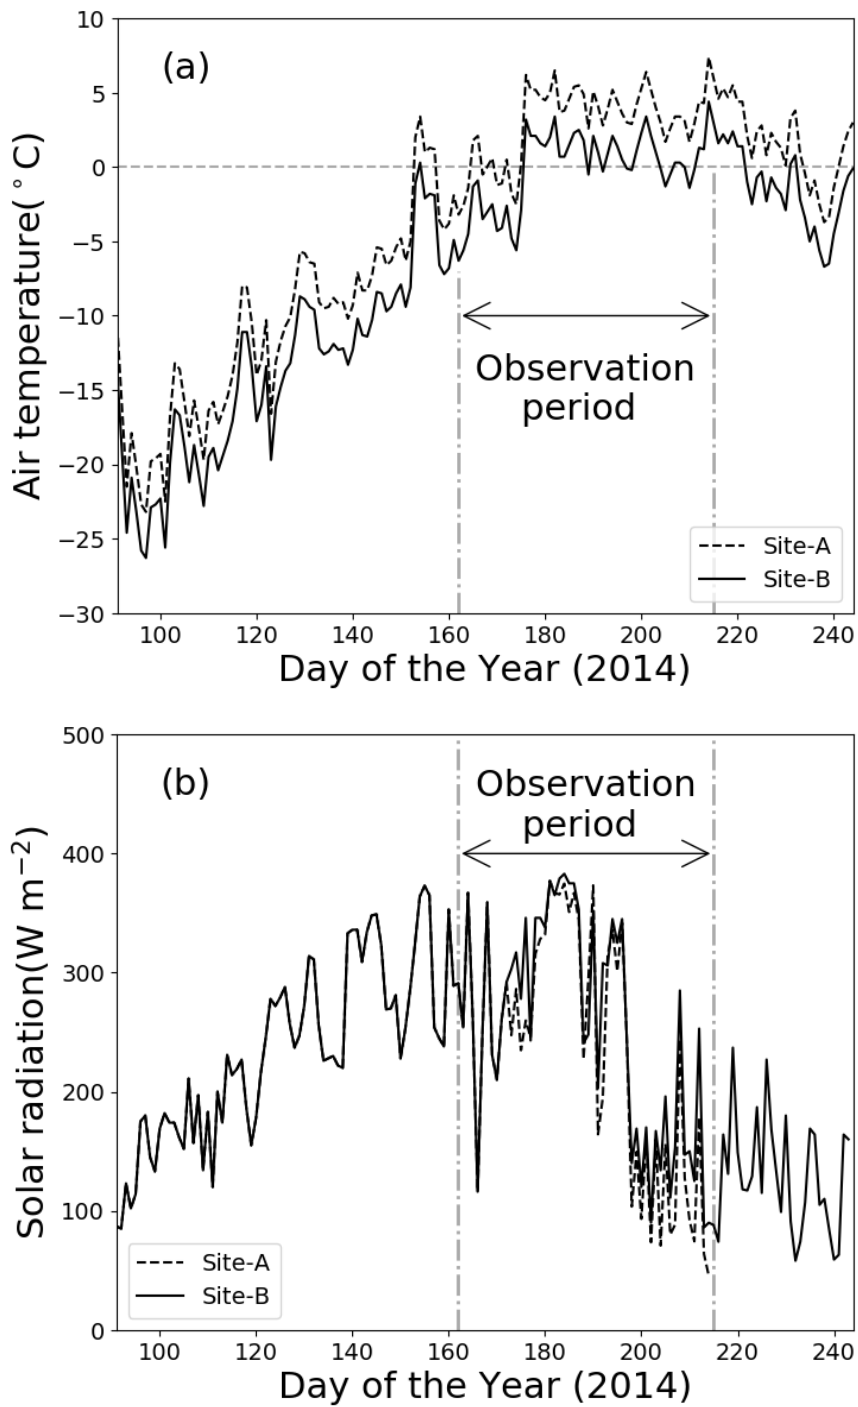 10
(a)
5
0
−5
−10
−15
−20
−25
−30
Air temperature(°C)
Observation
period
Site-A
Site-B
100 120 140 160 180 200 220 240
Day of the Year (2014)
500
(b)
Observation
period
400
300
200
100
0
Solar radiation(W m⁻²)
Site-A
Site-B
100 120 140 160 180 200 220 240
Day of the Year (2014)